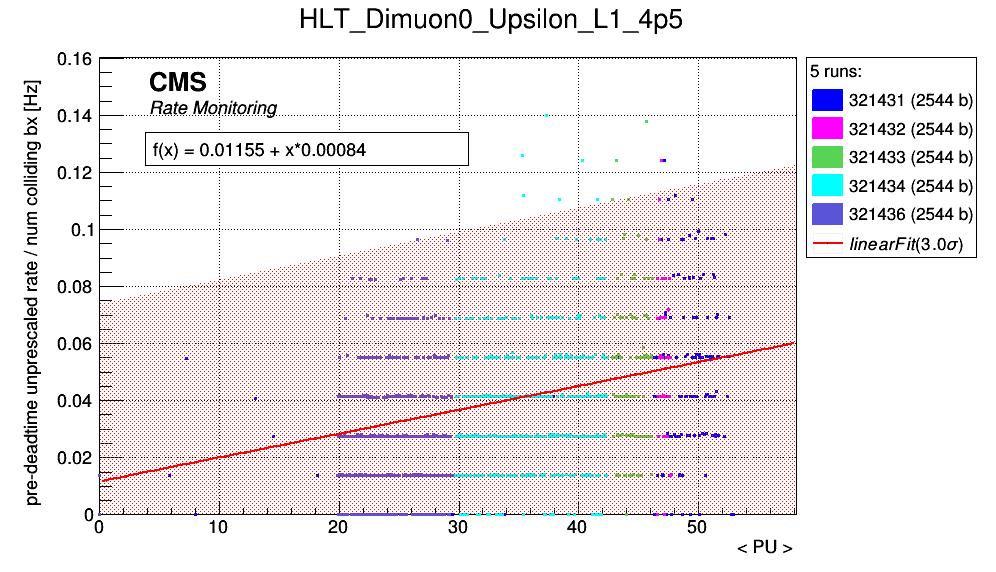 HLT_Dimuon0_Upsilon_L1_4p5
pre-deadtime unprescaled rate / num colliding bx [Hz]
0.16
0.14
0.12
0.1
0.08
0.06
0.04
0.02
0
CMS
Rate Monitoring
f(x) = 0.01155 + x*0.00084
0 10 20 30 40 50
< PU >
5 runs:
321431 (2544 b)
321432 (2544 b)
321433 (2544 b)
321434 (2544 b)
321436 (2544 b)
linearFit(3.0σ)